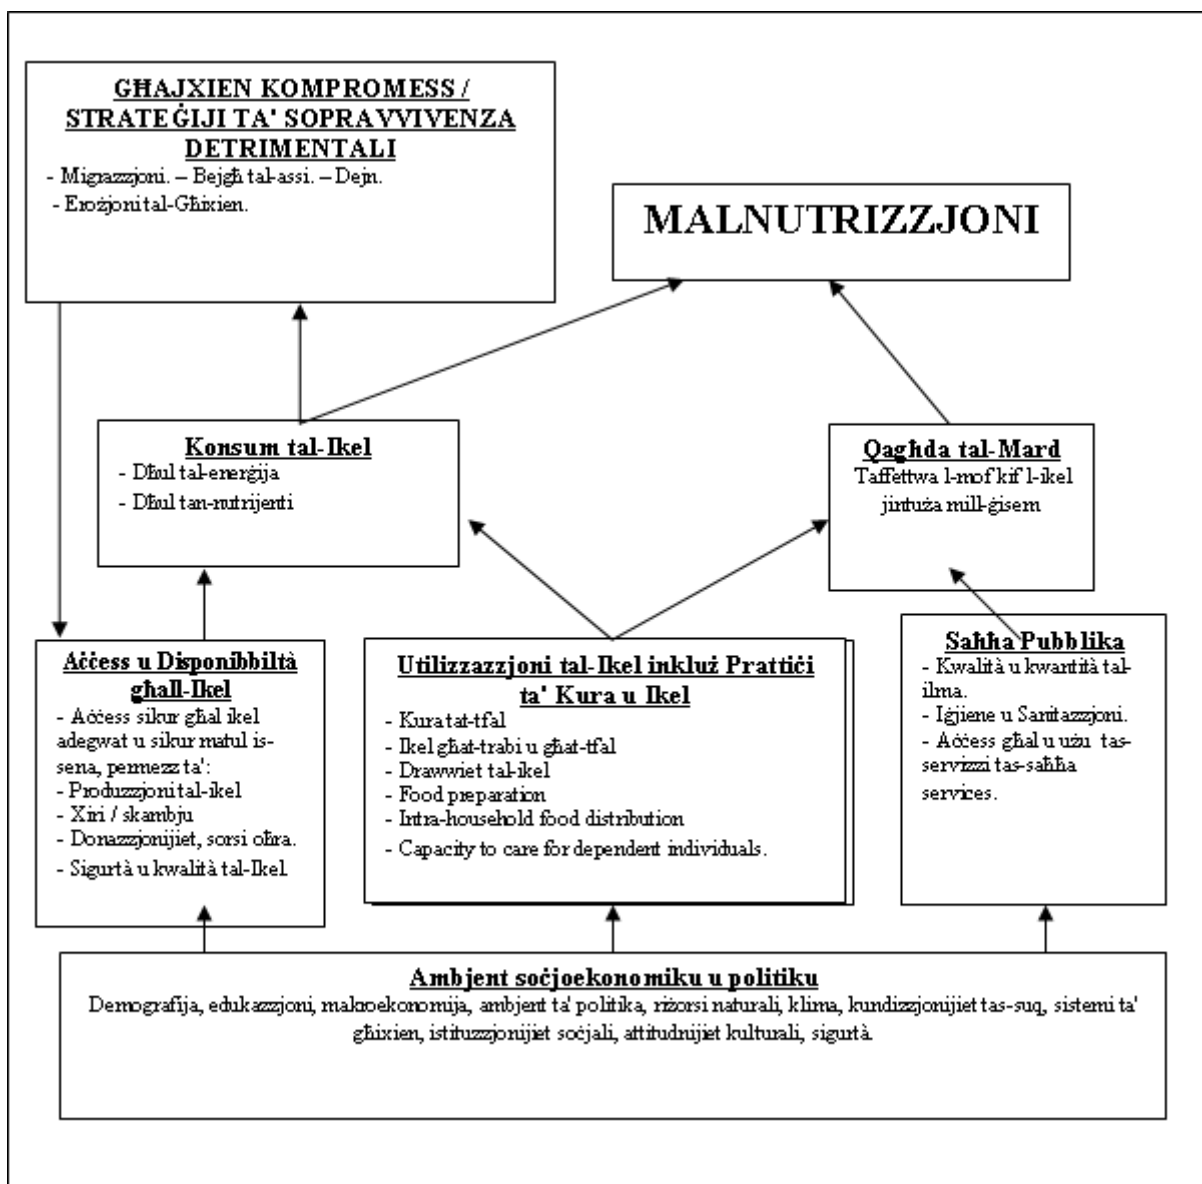 GĦAJXIEN KOMPROMESS /
STRATEĠIJI TA' SOPRAVVIVENZA
DETRIMENTALI
- Migrazzjoni. – Bejgħ tal-assi. – Dejn.
- Erożjoni tal-Għixien.
MALNUTRIZZJONI
Konsum tal-Ikel
- Dħul tal-enerġija
- Dħul tan-nutrijenti
Qagħda tal-Mard
Taffettwa l-mof kif l-ikel
jintuża mill-ġisem
Aċċess u Disponibbiltà
għall-Ikel
- Aċċess sikur għal ikel
adegwat u sikur matul is-
sena, permezz ta':
- Produzzjoni tal-ikel
- Xiri / skambju
- Donazzjonijiet, sorsi oħra.
- Sigurtà u kwalità tal-Ikel.
Utilizzazzjoni tal-Ikel inkluż Prattiċi
ta' Kura u Ikel
- Kura tat-tfal
- Ikel għat-trabi u għat-tfal
- Drawwiet tal-ikel
- Food preparation
- Intra-household food distribution
- Capacity to care for dependent individuals.
Saħħa Pubblika
- Kwalità u kwantità tal-
ilma.
- Iġjiene u Sanitazzjoni.
- Aċċess għal u użu tas-
servizzi tas-saħħa
services.
Ambjent soċjoekonomiku u politiku
Demografija, edukazzjoni, makroekonomija, ambjent ta' politika, riżorsi naturali, klima, kundizzjonijiet tas-suq, sistemi ta'
għixien, istituzzjonijiet soċjali, attitudnijiet kulturali, sigurtà.